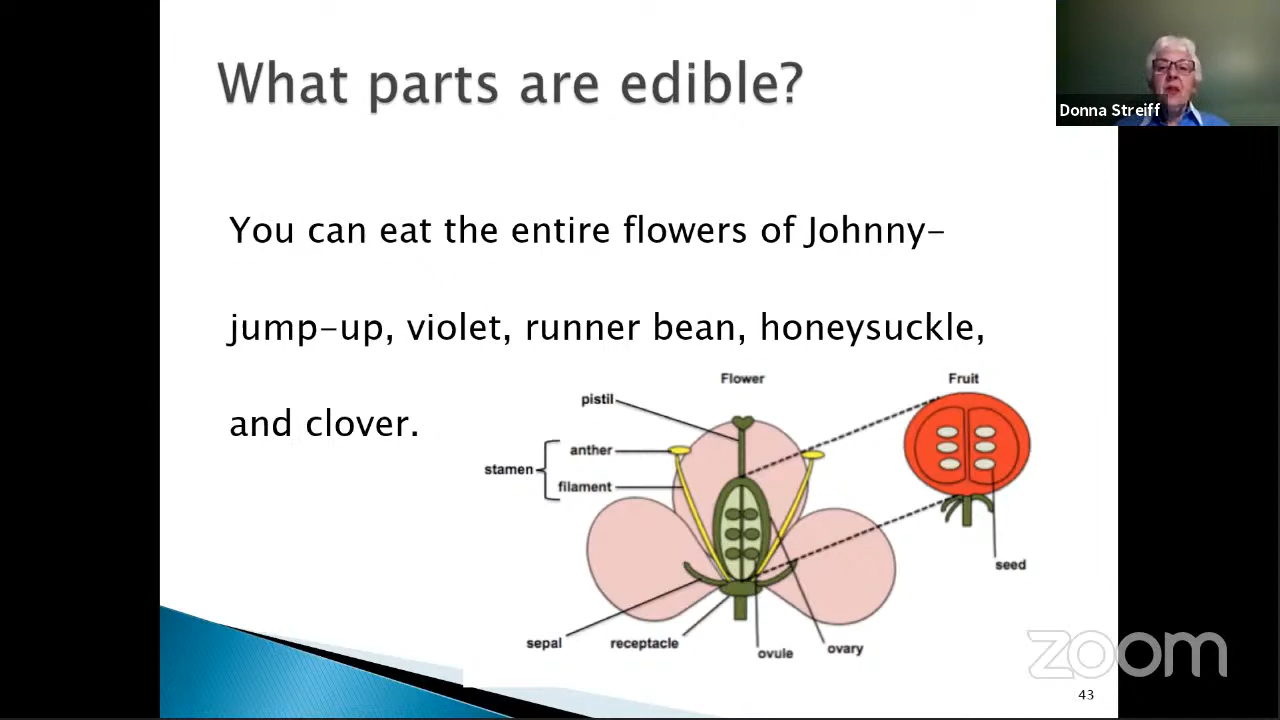 What parts are edible?
Donna Streiff
You can eat the entire flowers of Johnny-
jump-up, violet, runner bean, honeysuckle,
and clover.
Flower
Fruit
pistil
anther
stamen
filament
seed
sepal
receptacle
ovule
ovary
zoom
43